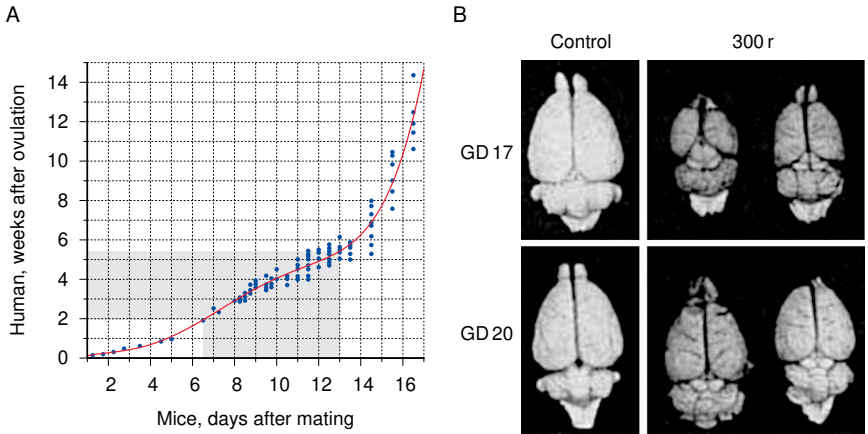 A
Human, weeks after ovulation
14
12
10
8
6
4
2
0
2 4 6 8 10 12 14 16
Mice, days after mating
B
Control 300 r
GD 17
GD 20